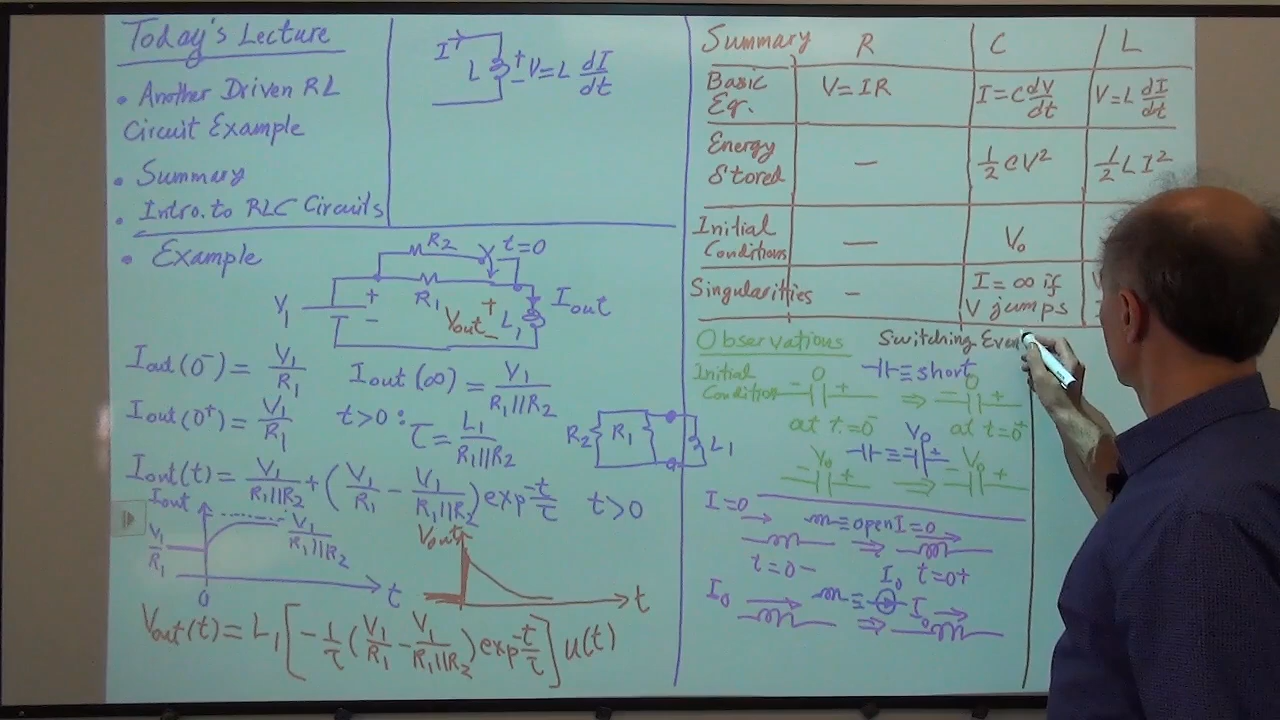 Today's Lecture
• Another Driven RL
Circuit Example
• Summary
• Intro. to RLC Circuits
I
L
+
−
V = L dI/dt
• Example
R2
t=0
V1
+
−
R1
Vout
+
−
L1
Iout
Iout(0⁻) = V1/R1
Iout(∞) = V1/R1||R2
Iout(0⁺) = V1/R1
t>0:
τ = L1/R1||R2
R2
R1
L1
Iout(t) = V1/R1||R2 + (V1/R1 − V1/R1||R2) exp −t/τ t>0
Iout
V1/R1
V1/R1||R2
0
t
Vout
t
Vout(t) = L1 [−1/τ (V1/R1 − V1/R1||R2) exp −t/τ] u(t)
Summary R C L
Basic Eq. V=IR I=C dV/dt V=L dI/dt
Energy Stored — ½CV² ½LI²
Initial Conditions — V0
Singularities — I=∞ if V jumps
Observations Switching Even
Initial Condition
≡ short
− 0 + ⇒ − 0 +
at t=0⁻ at t=0⁺
≡ V0 +
− V0 + ⇒ − V0 +
I=0
≡ open I=0
⇒
t=0− t=0+
I0
≡ I0
I0
⇒